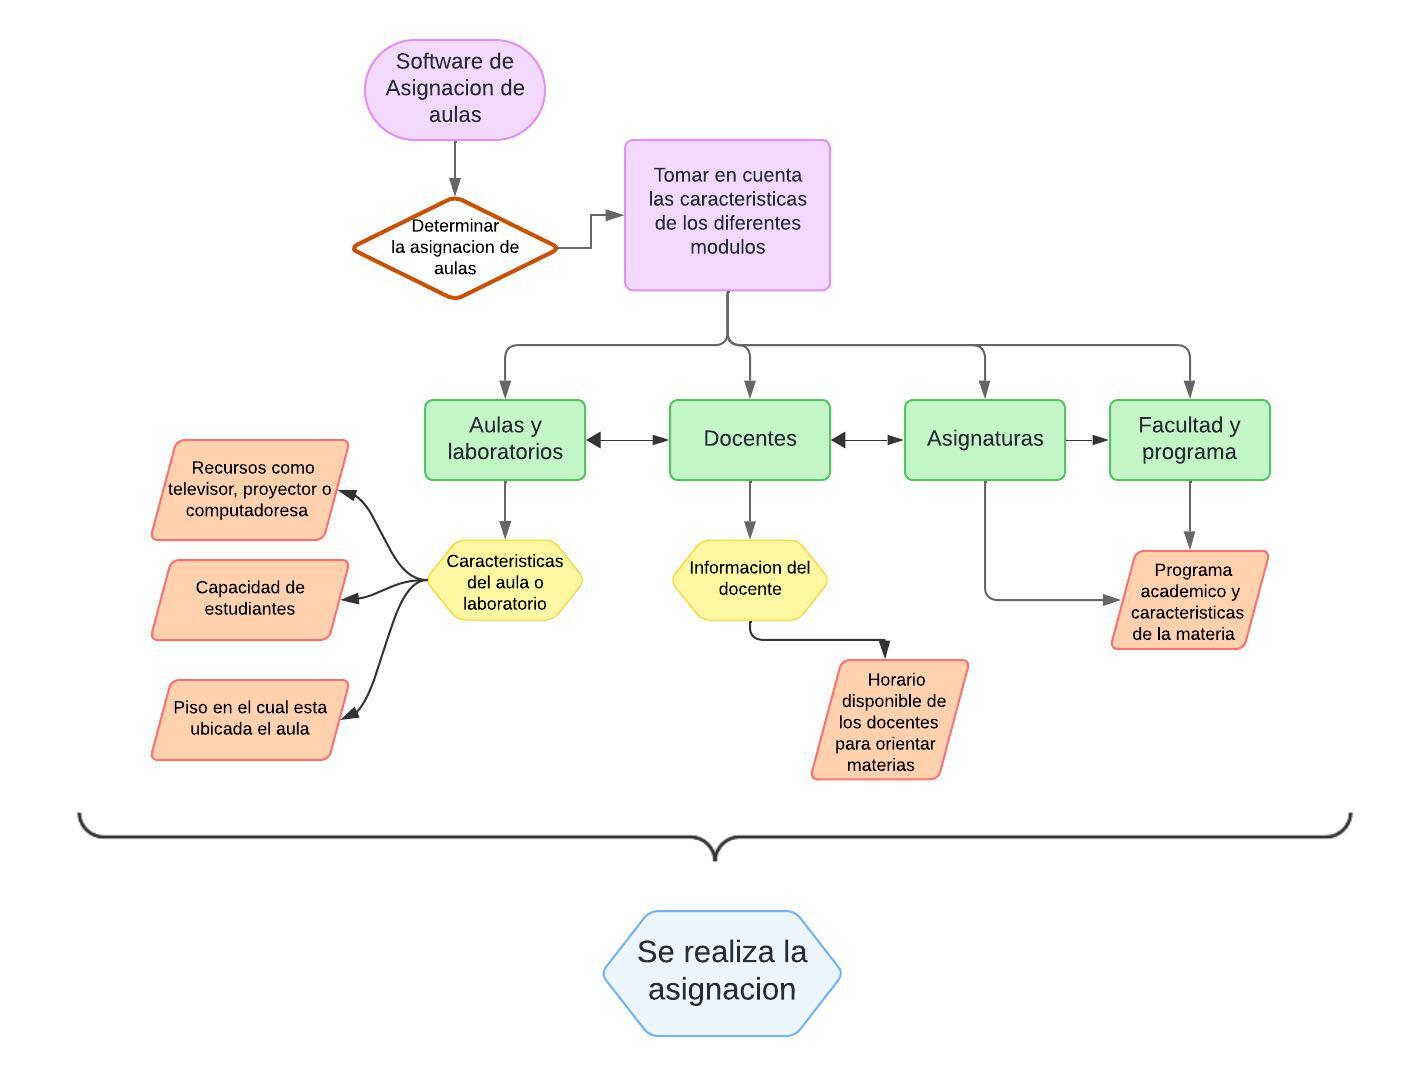 Software de
Asignacion de
aulas
Determinar
la asignacion de
aulas
Tomar en cuenta
las caracteristicas
de los diferentes
modulos
Aulas y
laboratorios
Docentes
Asignaturas
Facultad y
programa
Recursos como
televisor, proyector o
computadoresa
Capacidad de
estudiantes
Piso en el cual esta
ubicada el aula
Caracteristicas
del aula o
laboratorio
Informacion del
docente
Horario
disponible de
los docentes
para orientar
materias
Programa
academico y
caracteristicas
de la materia
Se realiza la
asignacion